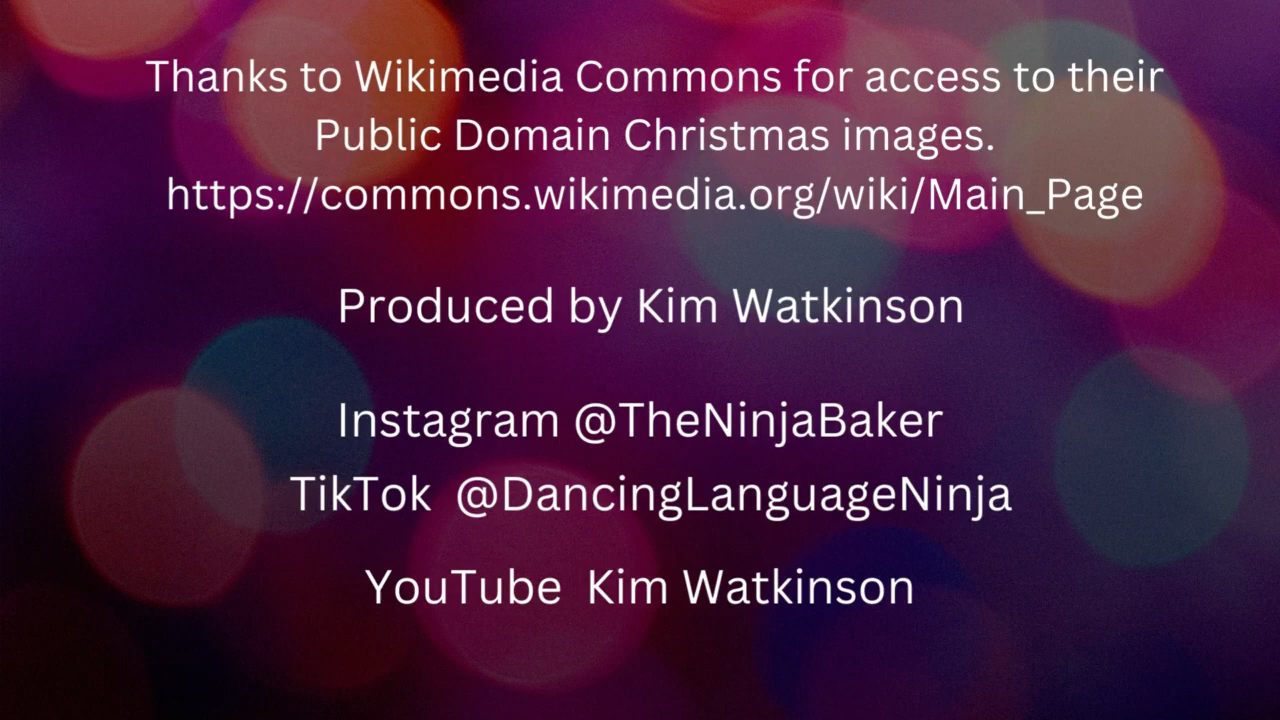 Thanks to Wikimedia Commons for access to their
Public Domain Christmas images.
https://commons.wikimedia.org/wiki/Main_Page
Produced by Kim Watkinson
Instagram @TheNinjaBaker
TikTok @DancingLanguageNinja
YouTube Kim Watkinson